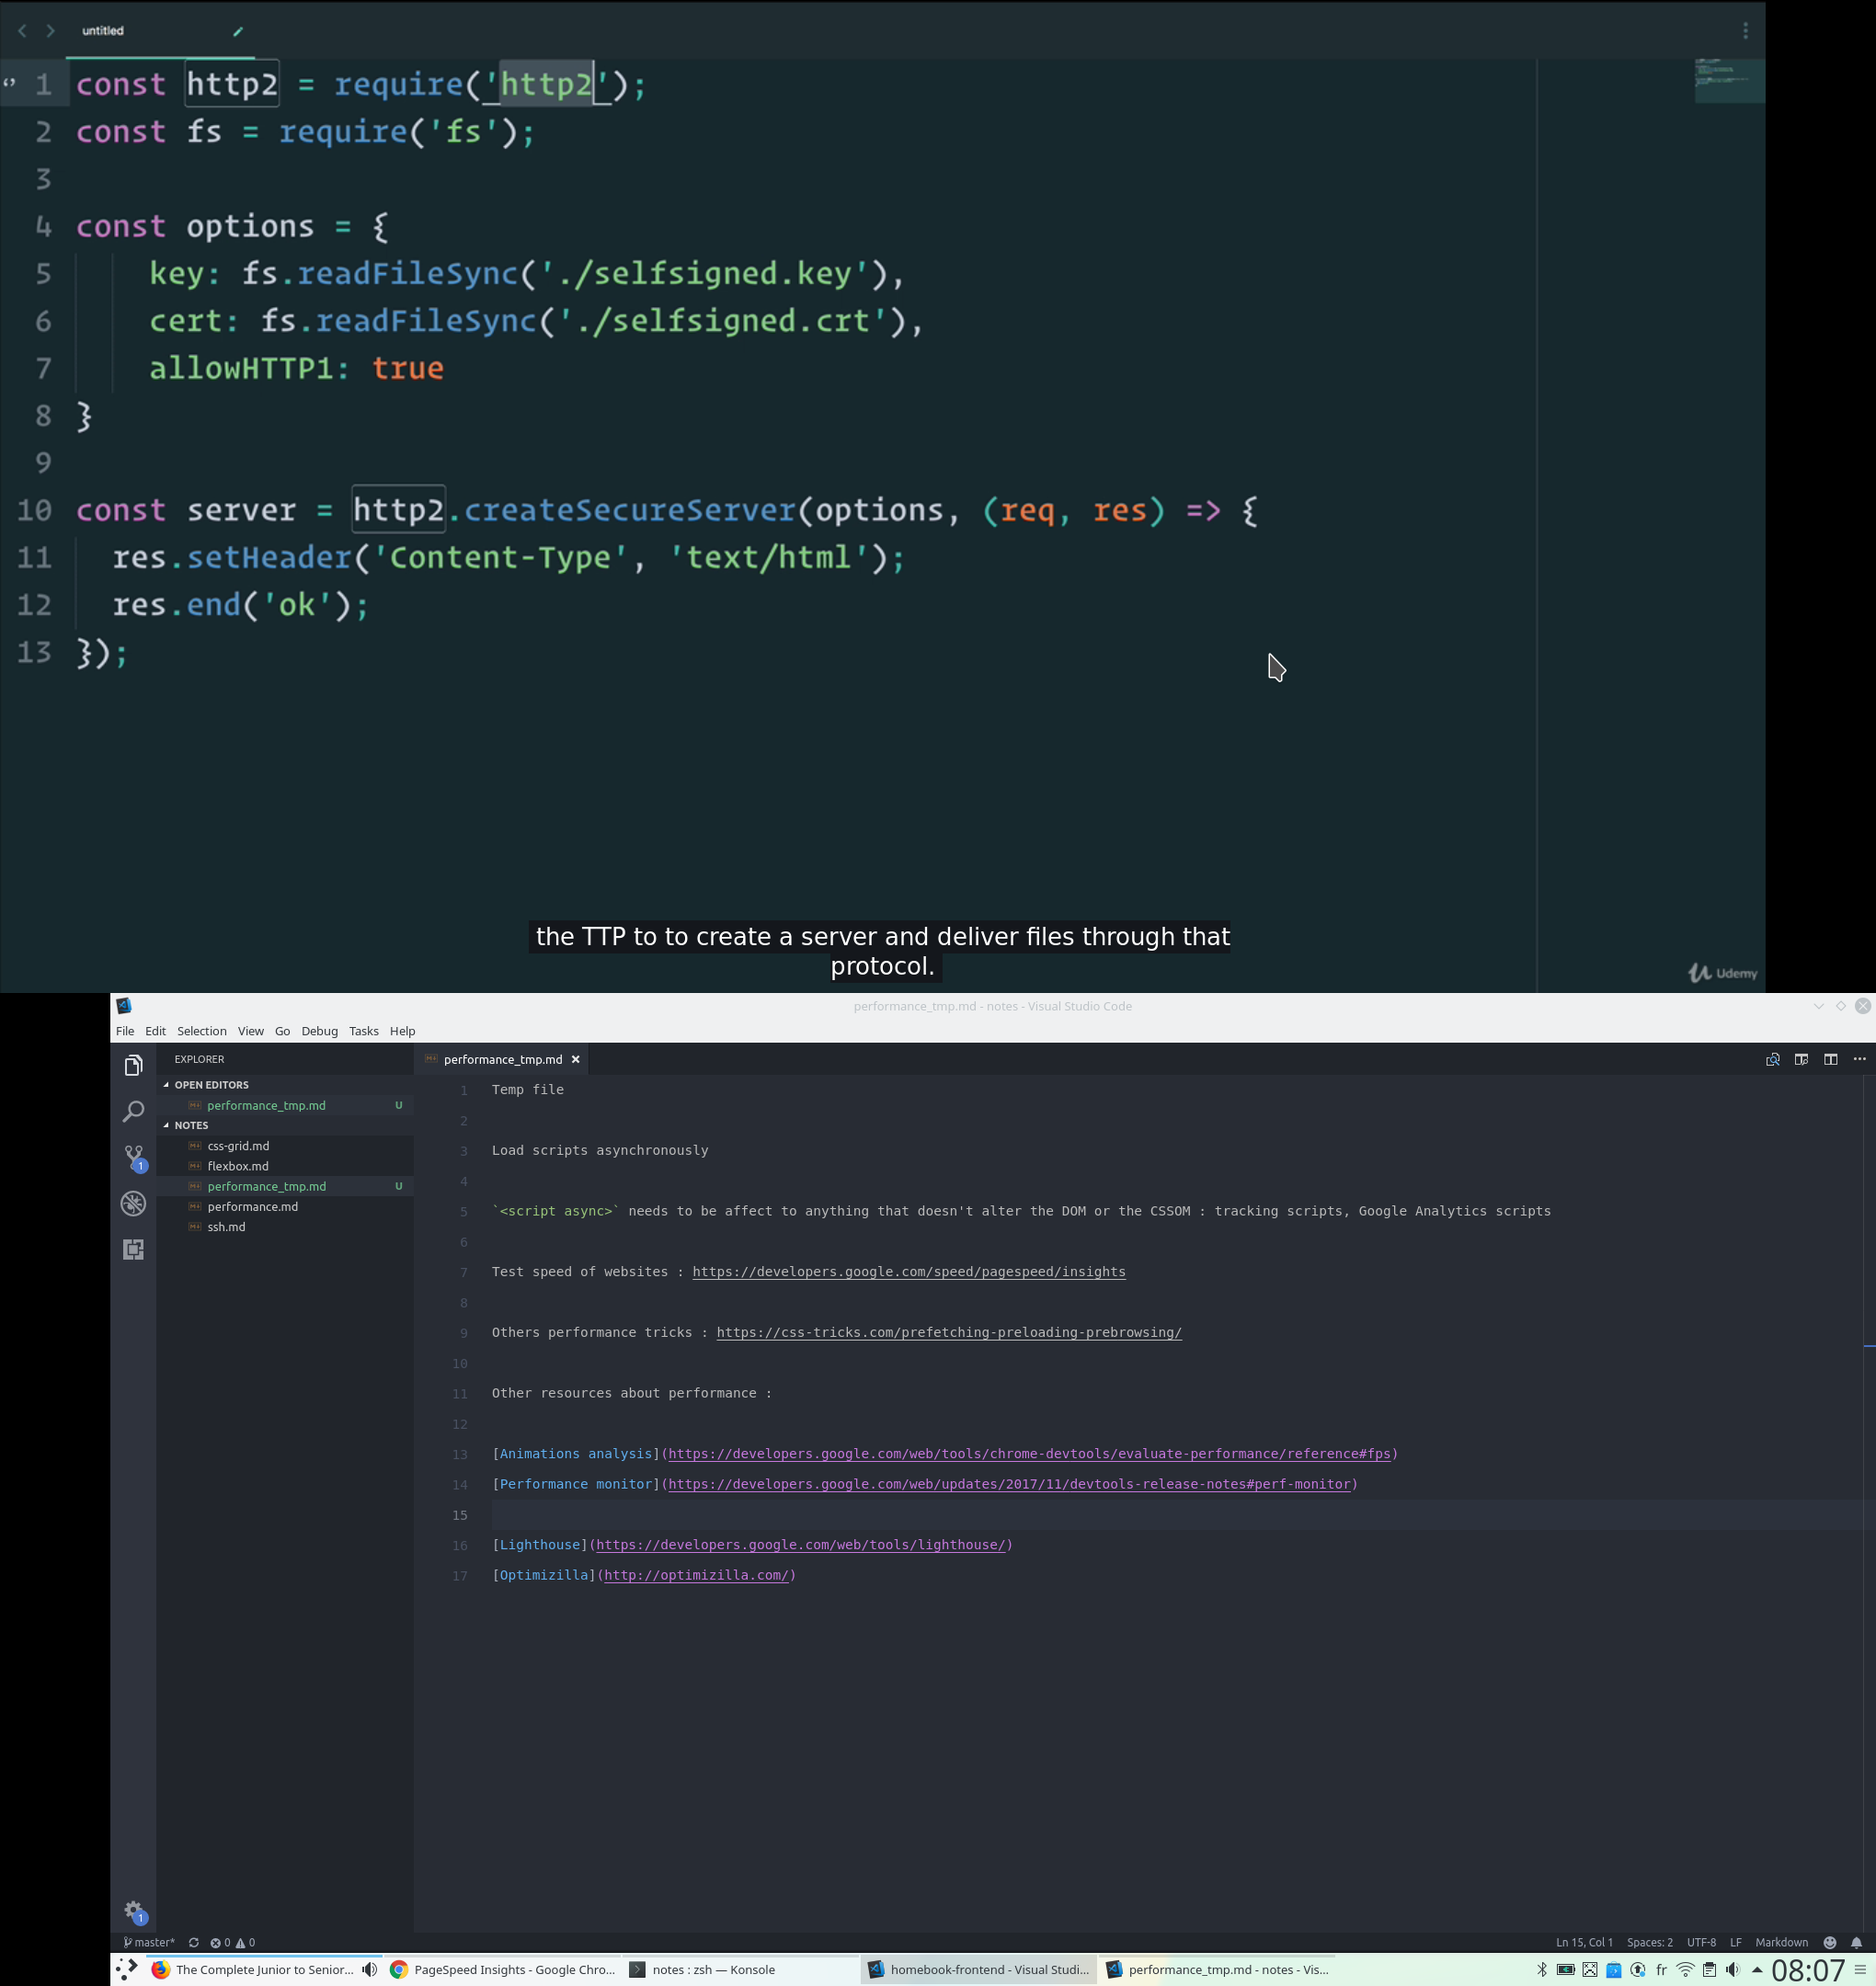 untitled
1 const http2 = require('http2');
2 const fs = require('fs');
3
4 const options = {
5 key: fs.readFileSync('./selfsigned.key'),
6 cert: fs.readFileSync('./selfsigned.crt'),
7 allowHTTP1: true
8 }
9
10 const server = http2.createSecureServer(options, (req, res) => {
11 res.setHeader('Content-Type', 'text/html');
12 res.end('ok');
13 });
the TTP to to create a server and deliver files through that
protocol.
Udemy
performance_tmp.md - notes - Visual Studio Code
File Edit Selection View Go Debug Tasks Help
EXPLORER
OPEN EDITORS
performance_tmp.md U
NOTES
css-grid.md
flexbox.md
performance_tmp.md U
performance.md
ssh.md
1
1
performance_tmp.md
1 Temp file
2
3 Load scripts asynchronously
4
5 `<script async>` needs to be affect to anything that doesn't alter the DOM or the CSSOM : tracking scripts, Google Analytics scripts
6
7 Test speed of websites : https://developers.google.com/speed/pagespeed/insights
8
9 Others performance tricks : https://css-tricks.com/prefetching-preloading-prebrowsing/
10
11 Other resources about performance :
12
13 [Animations analysis](https://developers.google.com/web/tools/chrome-devtools/evaluate-performance/reference#fps)
14 [Performance monitor](https://developers.google.com/web/updates/2017/11/devtools-release-notes#perf-monitor)
15
16 [Lighthouse](https://developers.google.com/web/tools/lighthouse/)
17 [Optimizilla](http://optimizilla.com/)
master* 0 0 Ln 15, Col 1 Spaces: 2 UTF-8 LF Markdown
The Complete Junior to Senior... PageSpeed Insights - Google Chro... notes : zsh — Konsole homebook-frontend - Visual Studi... performance_tmp.md - notes - Vis... fr 08:07